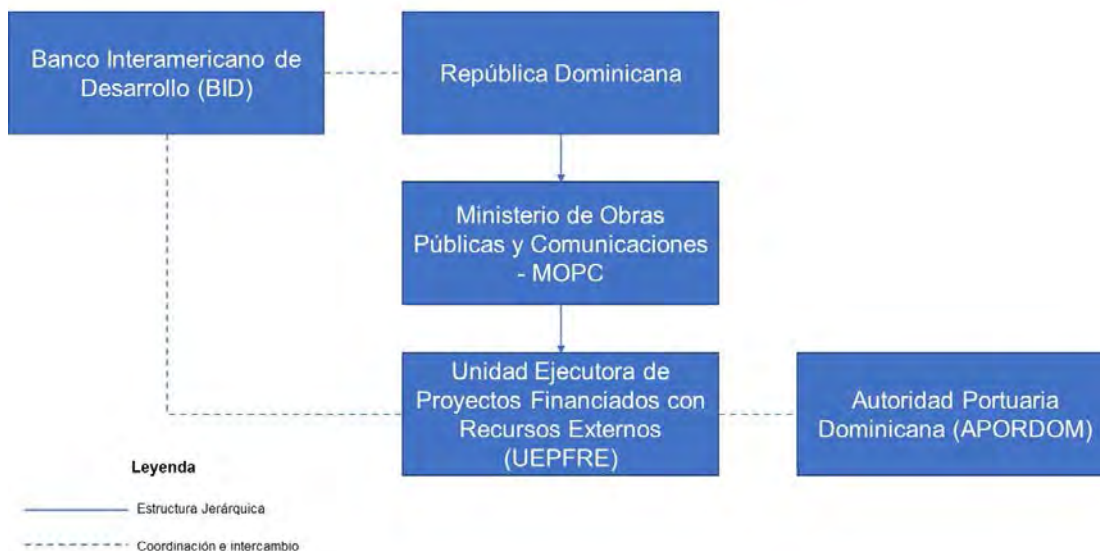 Banco Interamericano de
Desarrollo (BID)
República Dominicana
Ministerio de Obras
Públicas y Comunicaciones
- MOPC
Unidad Ejecutora de
Proyectos Financiados con
Recursos Externos
(UEPFRE)
Autoridad Portuaria
Dominicana (APORDOM)
Leyenda
Estructura Jerárquica
Coordinación e intercambio